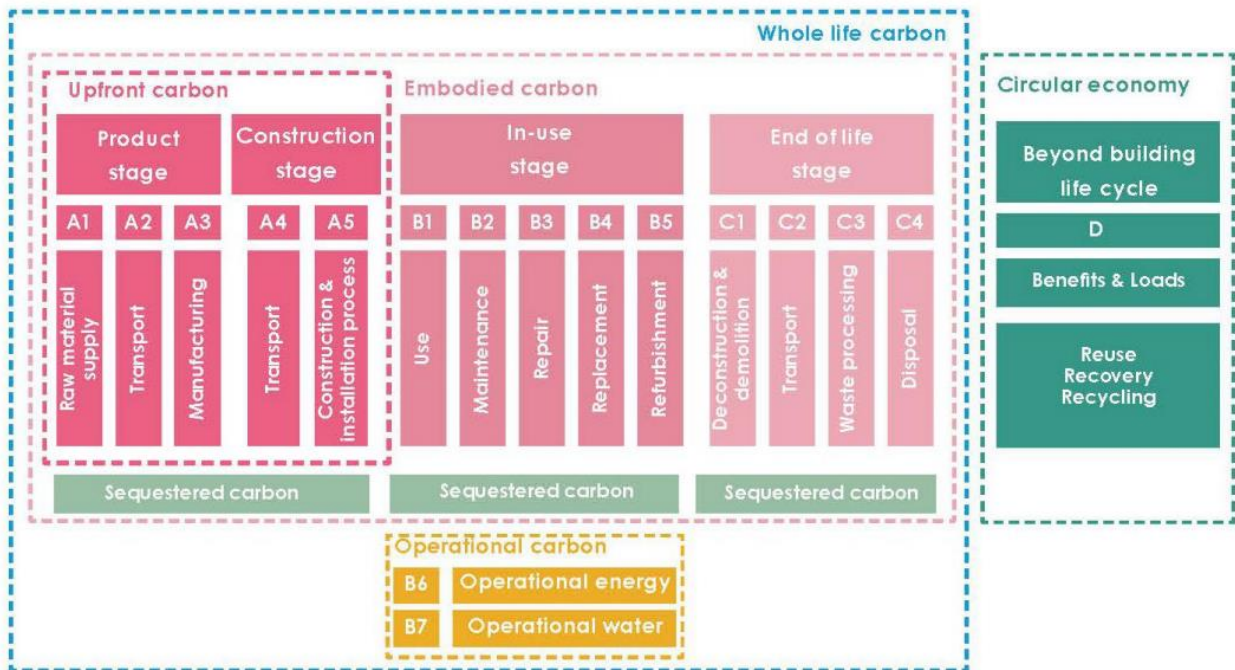 Whole life carbon
Upfront carbon
Embodied carbon
Circular economy
Product
stage
Construction
stage
In-use
stage
End of life
stage
Beyond building
life cycle
A1
A2
A3
A4
A5
B1
B2
B3
B4
B5
C1
C2
C3
C4
D
Raw material
supply
Transport
Manufacturing
Transport
Construction &
installation process
Use
Maintenance
Repair
Replacement
Refurbishment
Deconstruction &
demolition
Transport
Waste processing
Disposal
Benefits & Loads
Reuse
Recovery
Recycling
Sequestered carbon
Sequestered carbon
Sequestered carbon
Operational carbon
B6
Operational energy
B7
Operational water